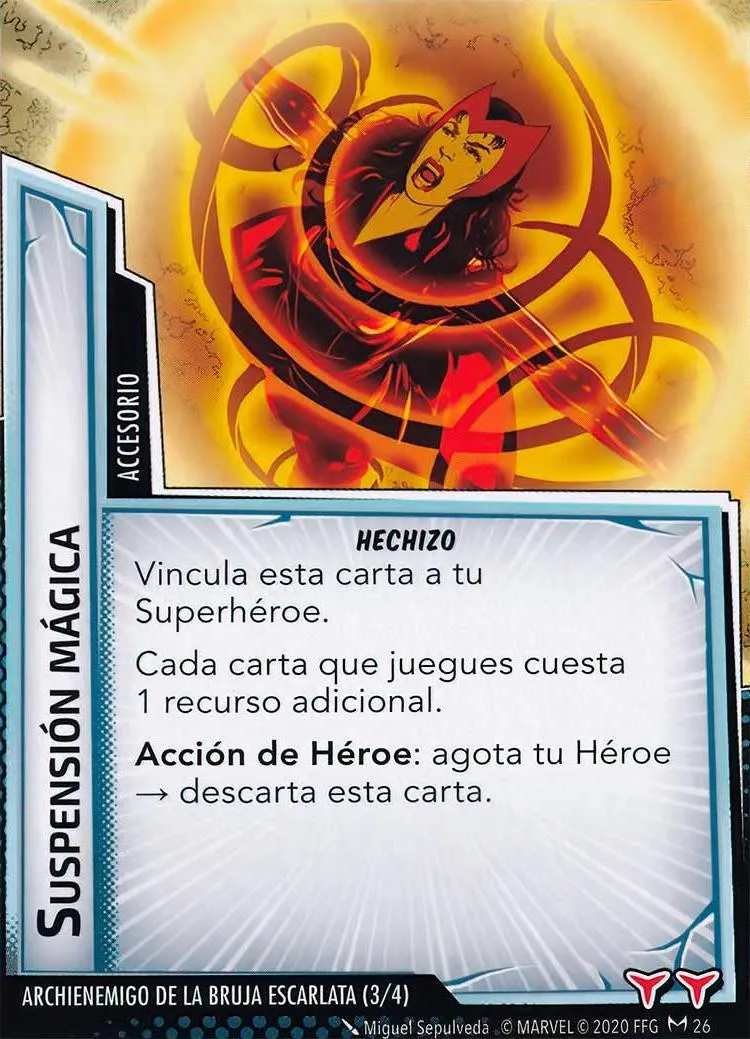 ACCESORIO
SUSPENSIÓN MÁGICA
HECHIZO
Vincula esta carta a tu
Superhéroe.
Cada carta que juegues cuesta
1 recurso adicional.
Acción de Héroe: agota tu Héroe
→ descarta esta carta.
ARCHIENEMIGO DE LA BRUJA ESCARLATA (3/4)
Miguel Sepulveda . © MARVEL © 2020 FFG 26